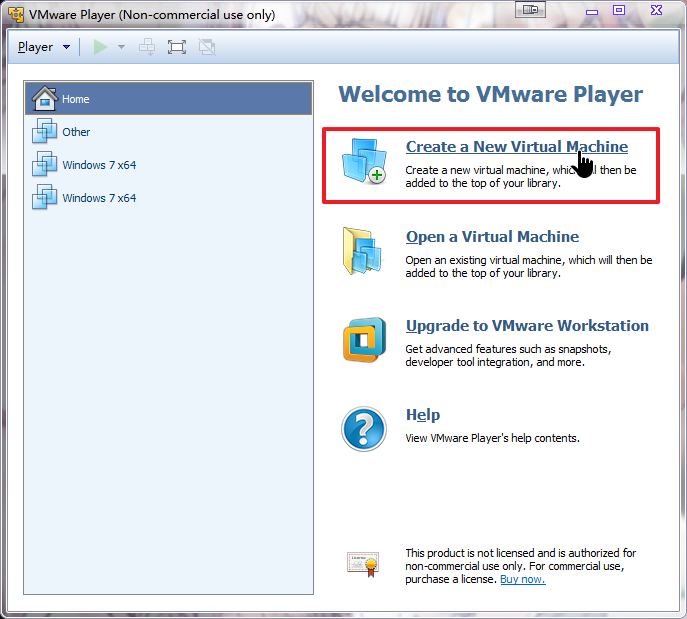 VMware Player (Non-commercial use only)
Player
Home
Other
Windows 7 x64
Windows 7 x64
Welcome to VMware Player
Create a New Virtual Machine
Create a new virtual machine, which will then be
added to the top of your library.
Open a Virtual Machine
Open an existing virtual machine, which will then be
added to the top of your library.
Upgrade to VMware Workstation
Get advanced features such as snapshots,
developer tool integration, and more.
Help
View VMware Player's help contents.
This product is not licensed and is authorized for
non-commercial use only. For commercial use,
purchase a license. Buy now.